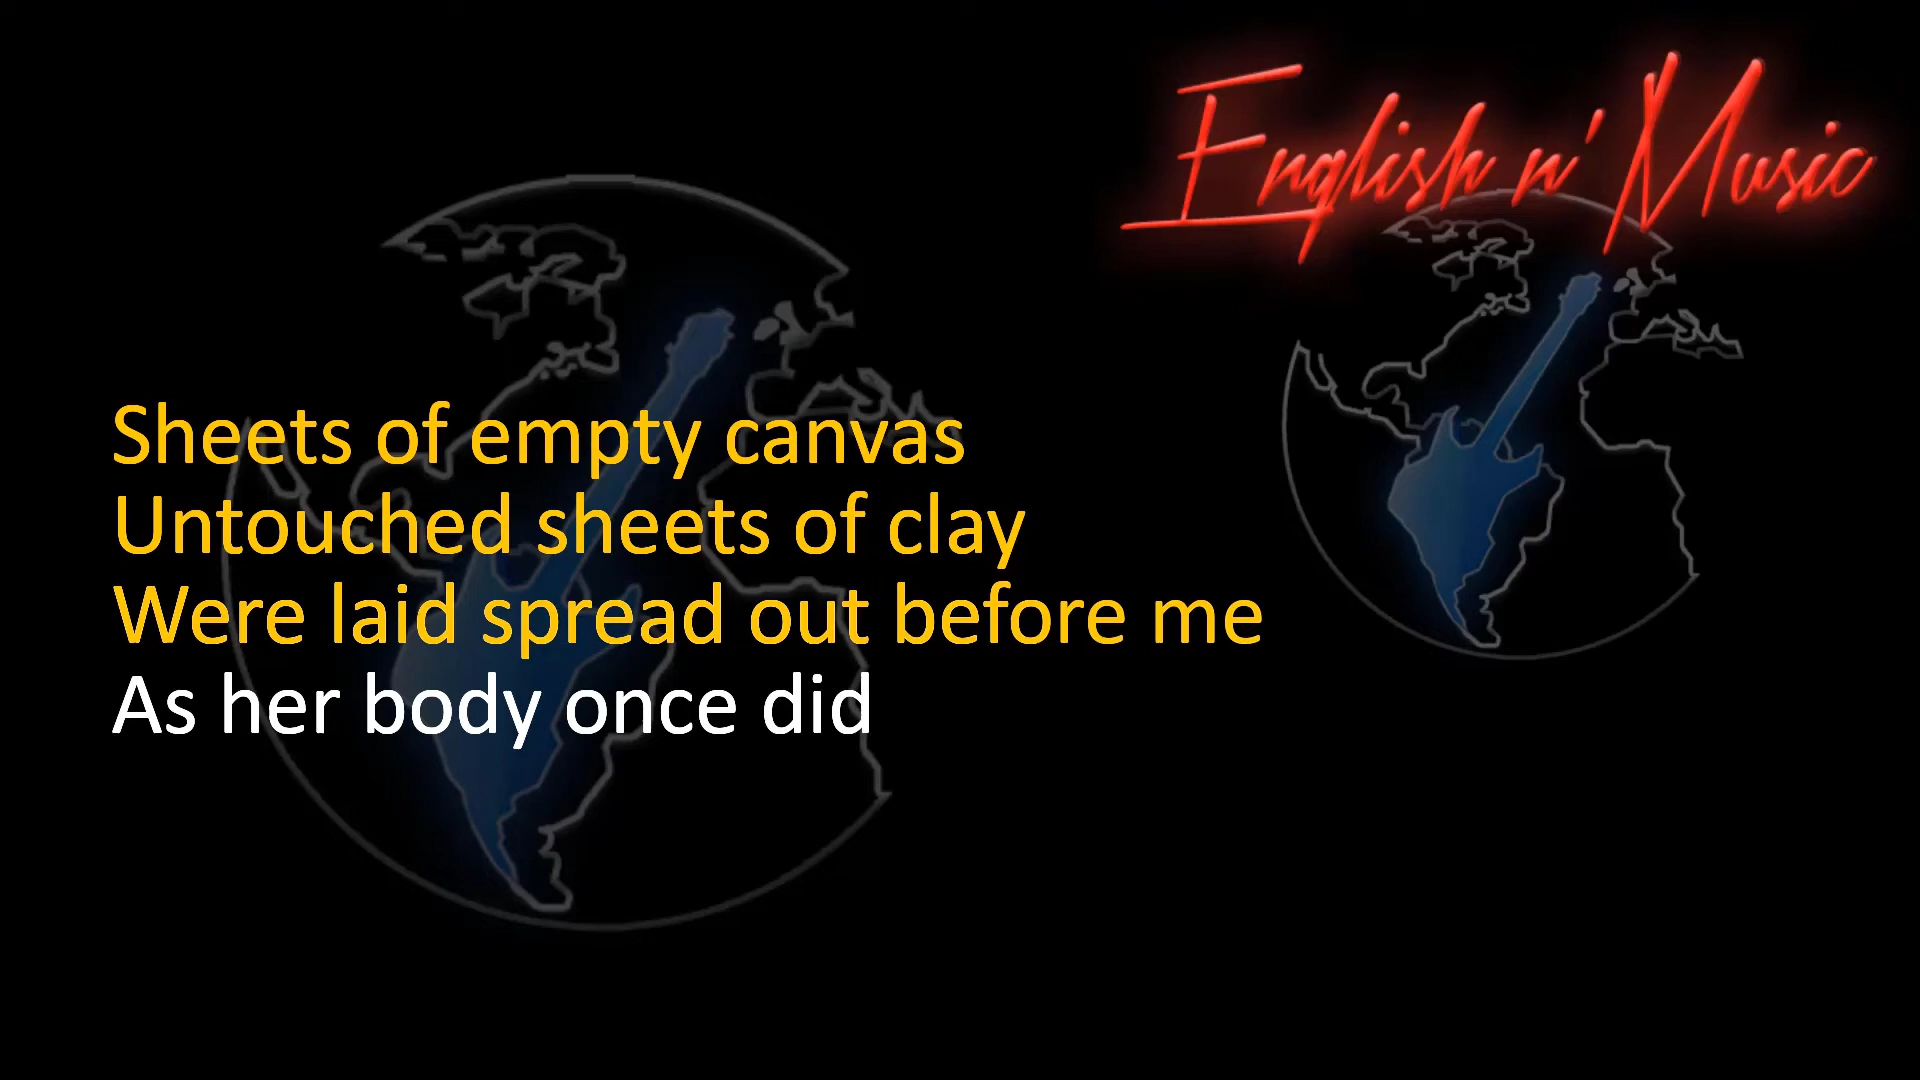 English n' Music
Sheets of empty canvas
Untouched sheets of clay
Were laid spread out before me
As her body once did